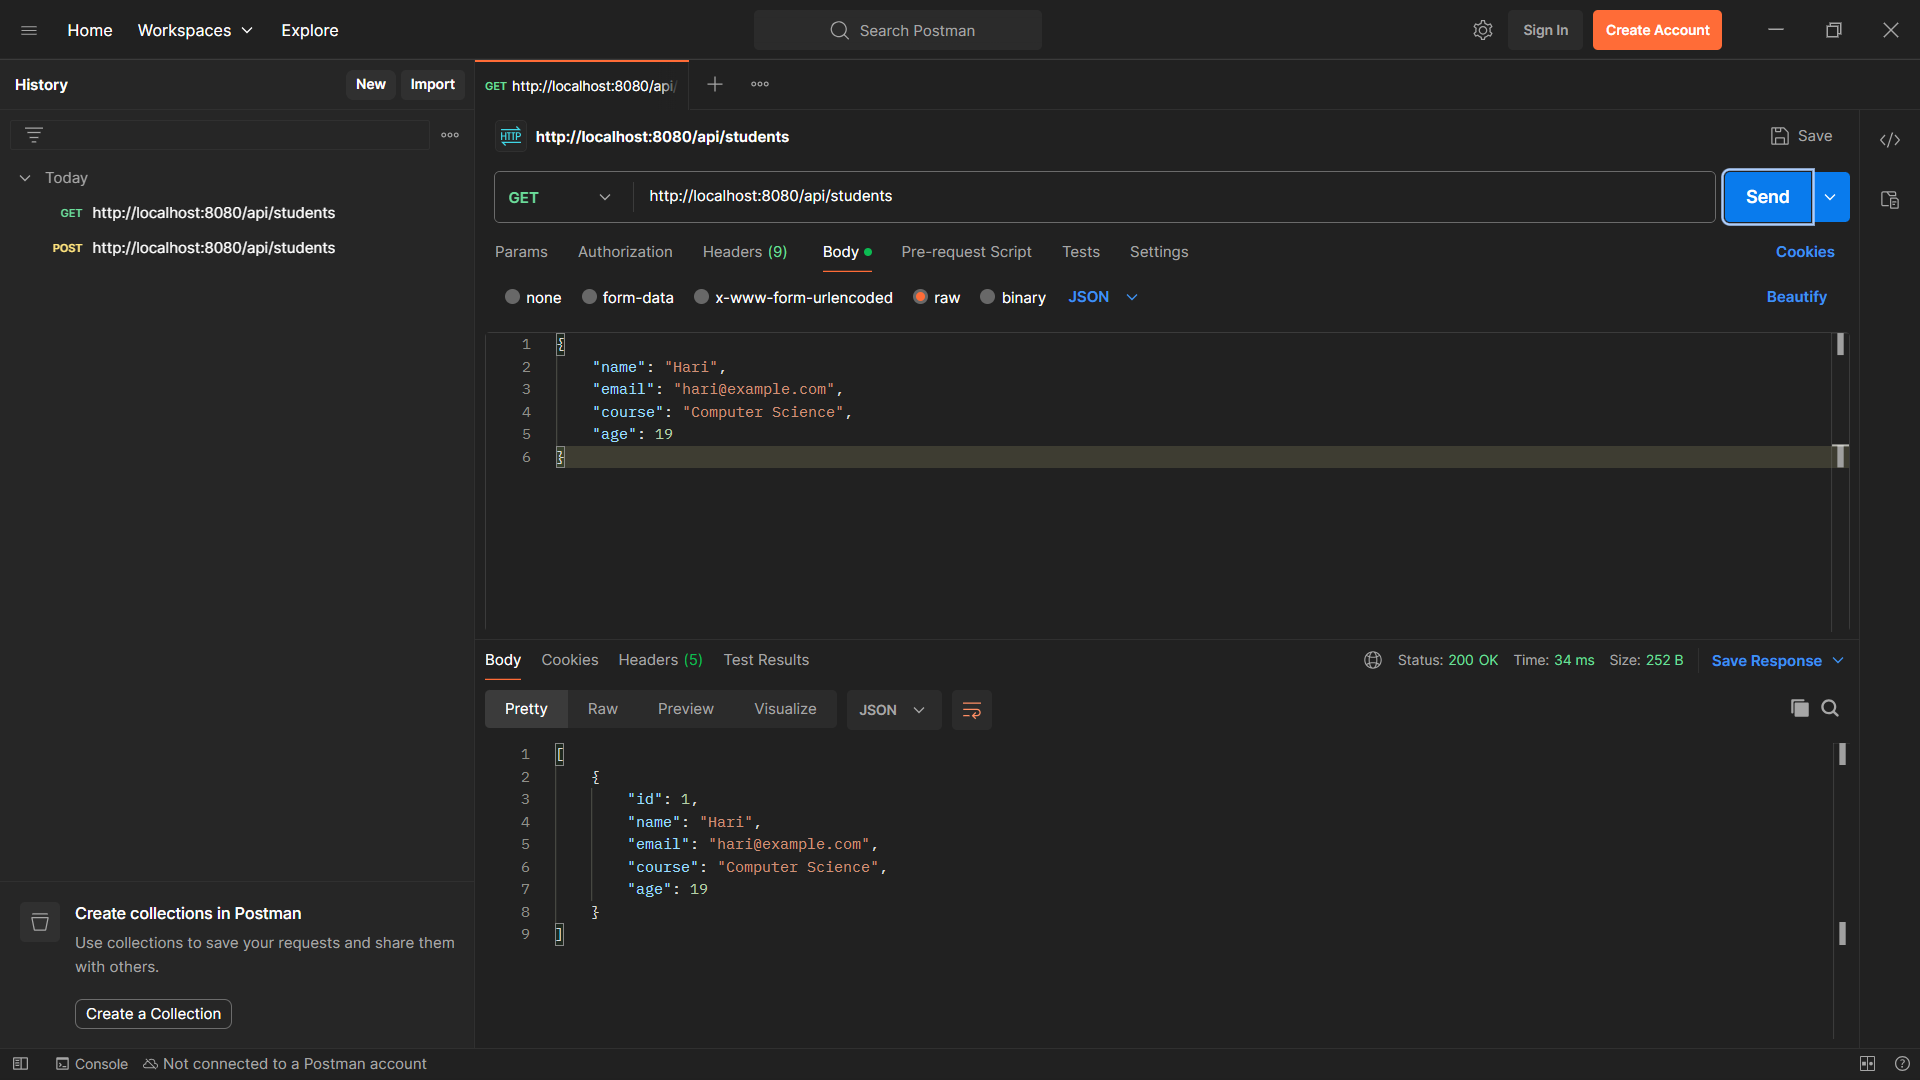 Home Workspaces Explore Search Postman Sign In Create Account
History New Import
GET http://localhost:8080/api/
http://localhost:8080/api/students Save
Today
GET http://localhost:8080/api/students
POST http://localhost:8080/api/students
GET http://localhost:8080/api/students Send
Params Authorization Headers (9) Body Pre-request Script Tests Settings Cookies
none form-data x-www-form-urlencoded raw binary JSON Beautify
1 {
2 "name": "Hari",
3 "email": "hari@example.com",
4 "course": "Computer Science",
5 "age": 19
6 }
Body Cookies Headers (5) Test Results Status: 200 OK Time: 34 ms Size: 252 B Save Response
Pretty Raw Preview Visualize JSON
1 [
2 {
3 "id": 1,
4 "name": "Hari",
5 "email": "hari@example.com",
6 "course": "Computer Science",
7 "age": 19
8 }
9 ]
Create collections in Postman
Use collections to save your requests and share them
with others.
Create a Collection
Console Not connected to a Postman account